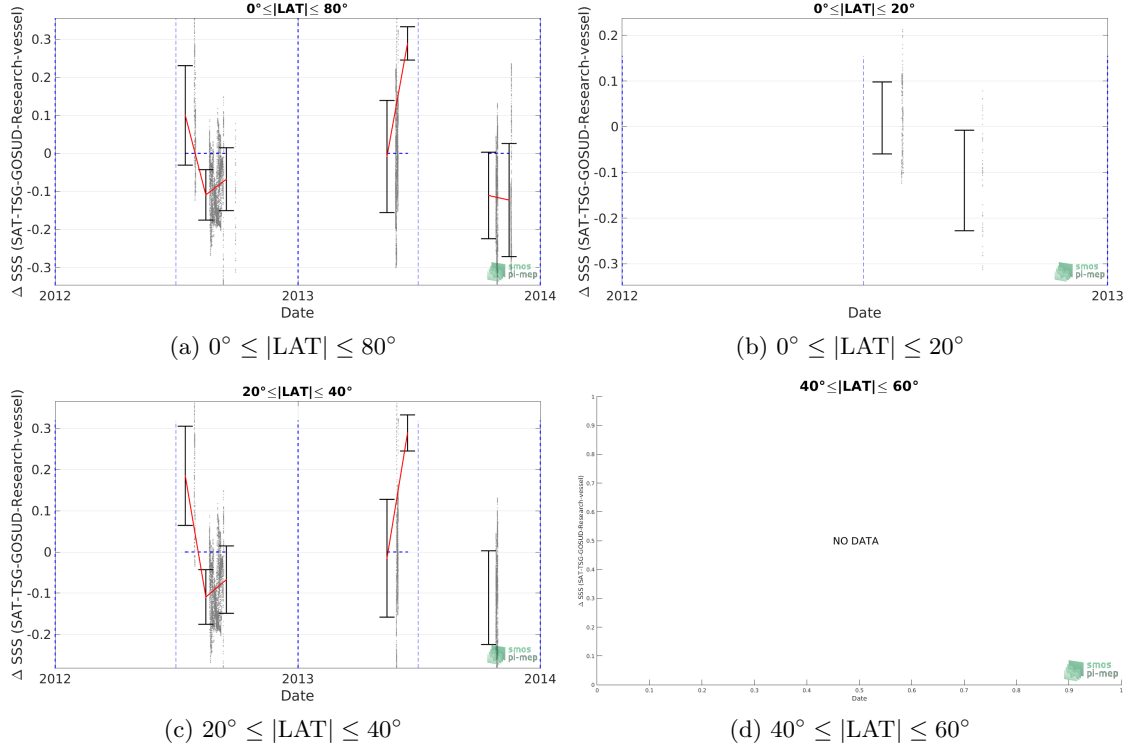 0°≤|LAT|≤ 80°
Δ SSS (SAT-TSG-GOSUD-Research-vessel)
0.3
0.2
0.1
0
-0.1
-0.2
-0.3
2012
2013
2014
Date
smos
pi-mep
(a) 0° ≤ |LAT| ≤ 80°
0°≤|LAT|≤ 20°
Δ SSS (SAT-TSG-GOSUD-Research-vessel)
0.2
0.1
0
-0.1
-0.2
-0.3
2012
2013
Date
smos
pi-mep
(b) 0° ≤ |LAT| ≤ 20°
20°≤|LAT|≤ 40°
Δ SSS (SAT-TSG-GOSUD-Research-vessel)
0.3
0.2
0.1
0
-0.1
-0.2
2012
2013
2014
Date
smos
pi-mep
(c) 20° ≤ |LAT| ≤ 40°
40°≤|LAT|≤ 60°
Δ SSS (SAT-TSG-GOSUD-Research-vessel)
1
0.9
0.8
0.7
0.6
0.5
0.4
0.3
0.2
0.1
0
NO DATA
0
0.1
0.2
0.3
0.4
0.5
0.6
0.7
0.8
0.9
1
Date
smos
pi-mep
(d) 40° ≤ |LAT| ≤ 60°